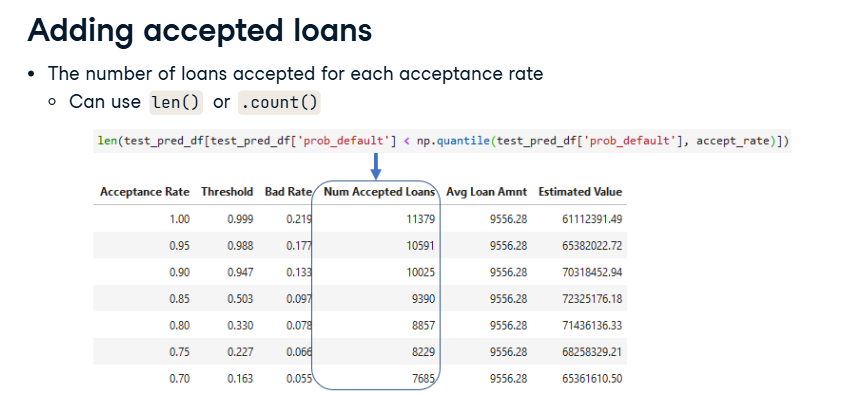 Adding accepted loans
• The number of loans accepted for each acceptance rate
○ Can use len() or .count()
len(test_pred_df[test_pred_df['prob_default'] < np.quantile(test_pred_df['prob_default'], accept_rate)])
Acceptance Rate Threshold Bad Rate Num Accepted Loans Avg Loan Amnt Estimated Value
1.00 0.999 0.219 11379 9556.28 61112391.49
0.95 0.988 0.177 10591 9556.28 65382022.72
0.90 0.947 0.133 10025 9556.28 70318452.94
0.85 0.503 0.097 9390 9556.28 72325176.18
0.80 0.330 0.078 8857 9556.28 71436136.33
0.75 0.227 0.066 8229 9556.28 68258329.21
0.70 0.163 0.055 7685 9556.28 65361610.50